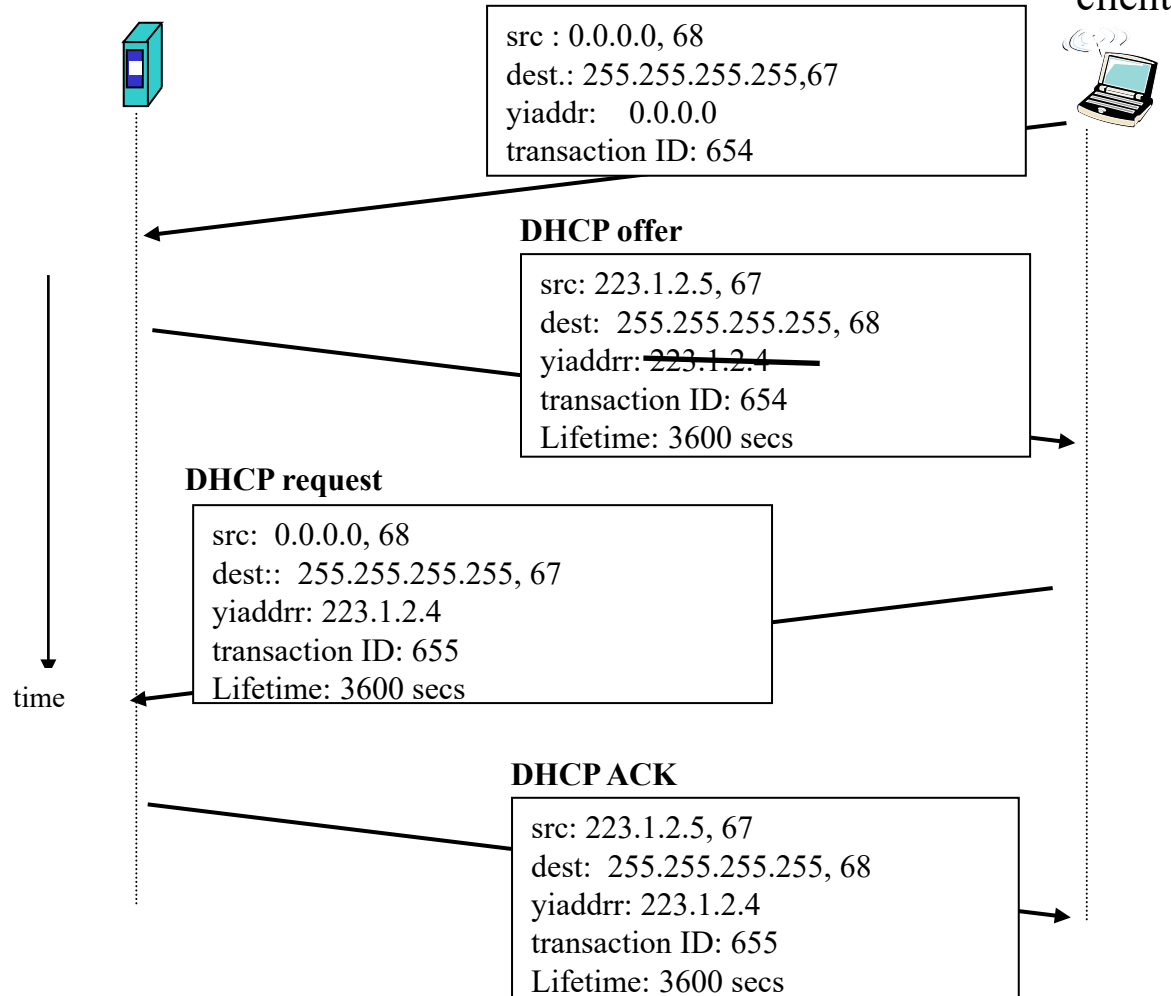 client
src : 0.0.0.0, 68
dest.: 255.255.255.255,67
yiaddr: 0.0.0.0
transaction ID: 654
DHCP offer
src: 223.1.2.5, 67
dest: 255.255.255.255, 68
yiaddrr: 223.1.2.4
transaction ID: 654
Lifetime: 3600 secs
DHCP request
src: 0.0.0.0, 68
dest:: 255.255.255.255, 67
yiaddrr: 223.1.2.4
transaction ID: 655
Lifetime: 3600 secs
time
DHCP ACK
src: 223.1.2.5, 67
dest: 255.255.255.255, 68
yiaddrr: 223.1.2.4
transaction ID: 655
Lifetime: 3600 secs